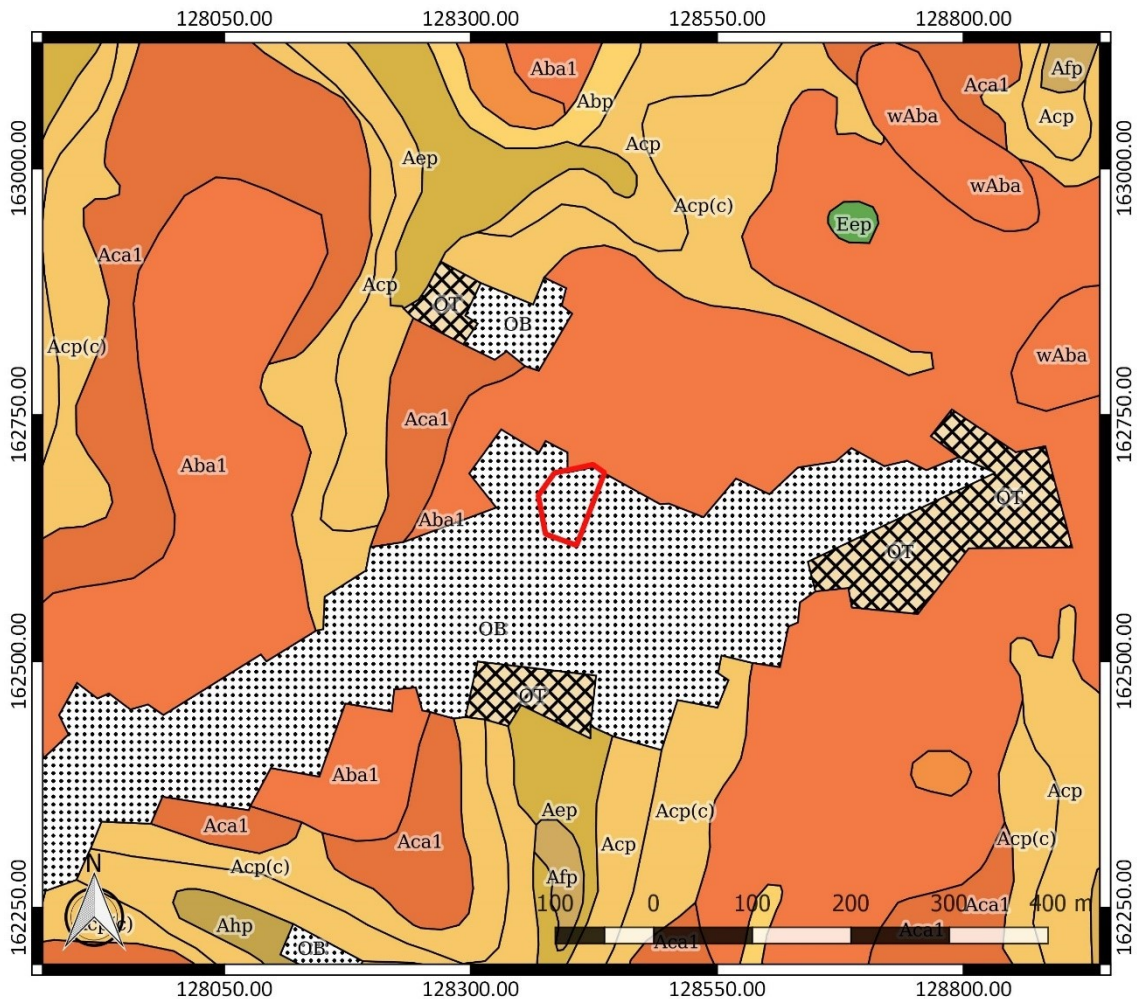 128050.00 128300.00 128550.00 128800.00
Aba1
Aca1
Afp
Abp
wAba
Acp
Acp
Aep
163000.00
163000.00
wAba
Acp(c)
Eep
Aca1
Acp
OT
OB
Acp(c)
wAba
162750.00
162750.00
Aca1
Aba1
OT
Aba1
OT
OB
162500.00
162500.00
OT
Aba1
Acp
Aep
Acp(c)
Aca1
Acp
Acp(c)
Aca1
N
Acp(c)
Afp
100 0 100 200 300 400 m
Aca1
162250.00
162250.00
Ahp
Acp(c)
Aca1
Aca1
OB
128050.00 128300.00 128550.00 128800.00